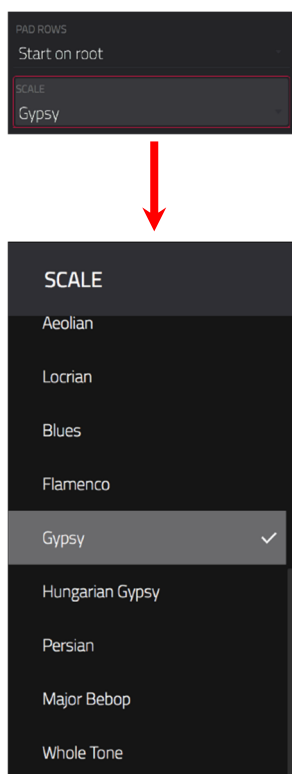 PAD ROWS
Start on root
SCALE
Gypsy
SCALE
Aeolian
Locrian
Blues
Flamenco
Gypsy
Hungarian Gypsy
Persian
Major Bebop
Whole Tone